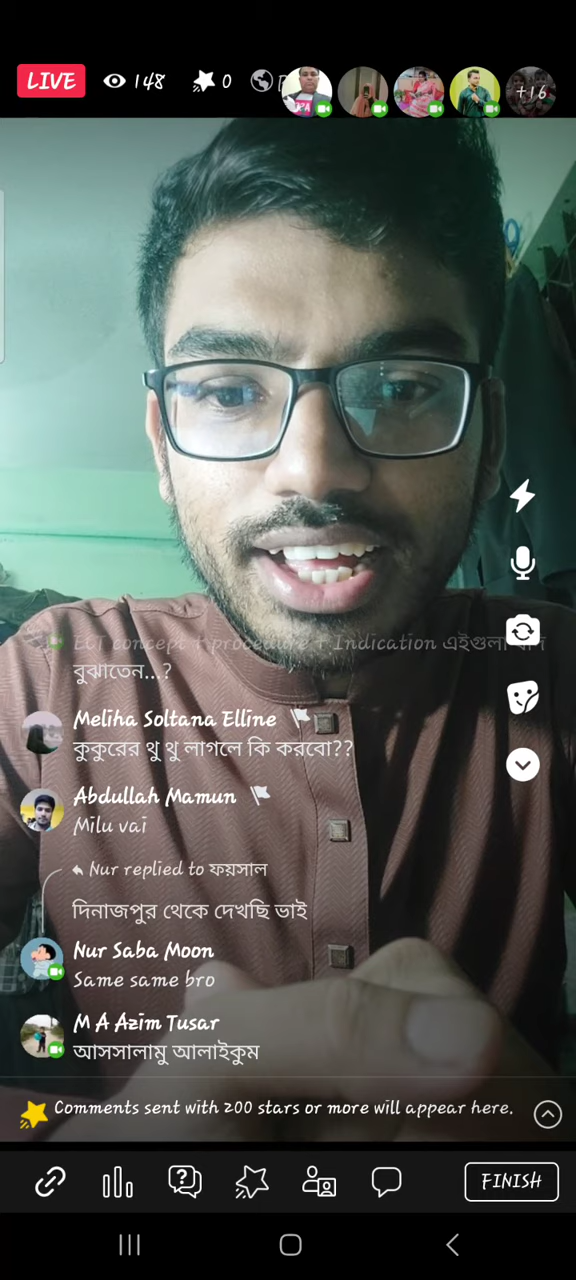 LIVE 148 0
+16
ECT concept + procedure + Indication এইগুলা যদি
বুঝাতেন...?
Meliha Soltana Elline
কুকুরের থু থু লাগলে কি করবো??
Abdullah Mamun
Milu vai
Nur replied to ফয়সাল
দিনাজপুর থেকে দেখছি ভাই
Nur Saba Moon
Same same bro
M A Azim Tusar
আসসালামু আলাইকুম
Comments sent with 200 stars or more will appear here.
FINISH